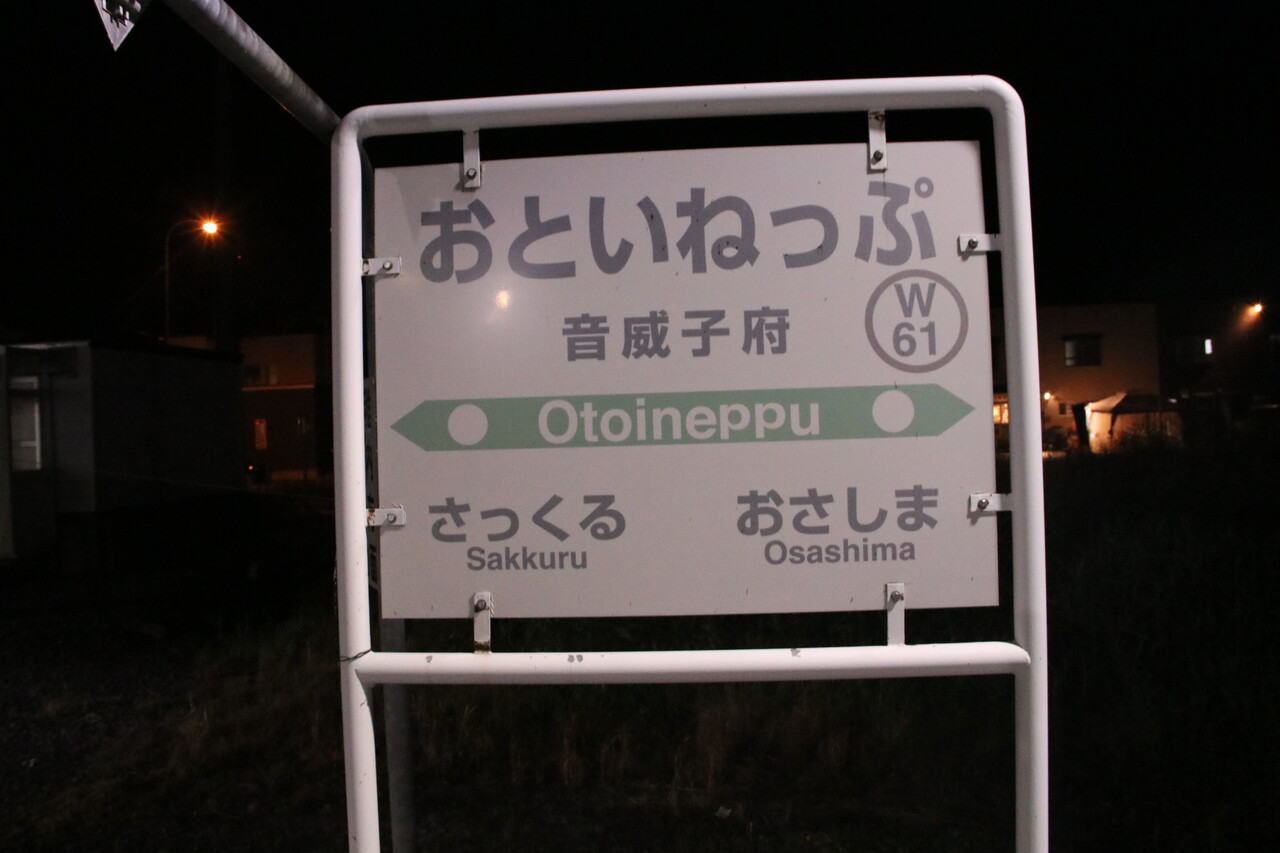 おといねっぷ
音威子府
W
61
Otoineppu
さっくる
Sakkuru
おさしま
Osashima